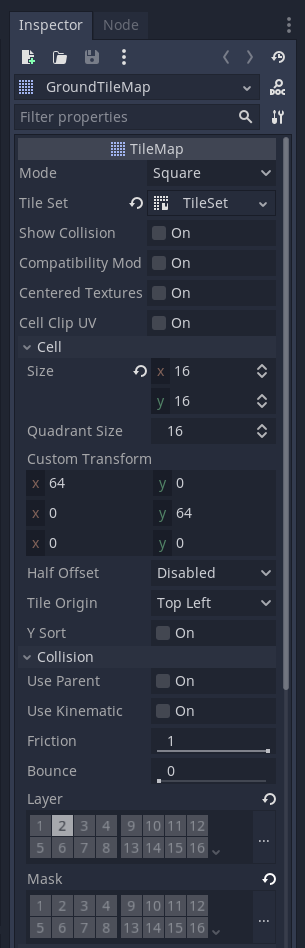 Inspector Node
GroundTileMap DOC
Filter properties
TileMap
Mode Square
Tile Set TileSet
Show Collision On
Compatibility Mod On
Centered Textures On
Cell Clip UV On
Cell
Size x 16
y 16
Quadrant Size 16
Custom Transform
x 64 y 0
x 0 y 64
x 0 y 0
Half Offset Disabled
Tile Origin Top Left
Y Sort On
Collision
Use Parent On
Use Kinematic On
Friction 1
Bounce 0
Layer
1 2 3 4 9 10 11 12
5 6 7 8 13 14 15 16 ...
Mask
1 2 3 4 9 10 11 12
5 6 7 8 13 14 15 16 ...